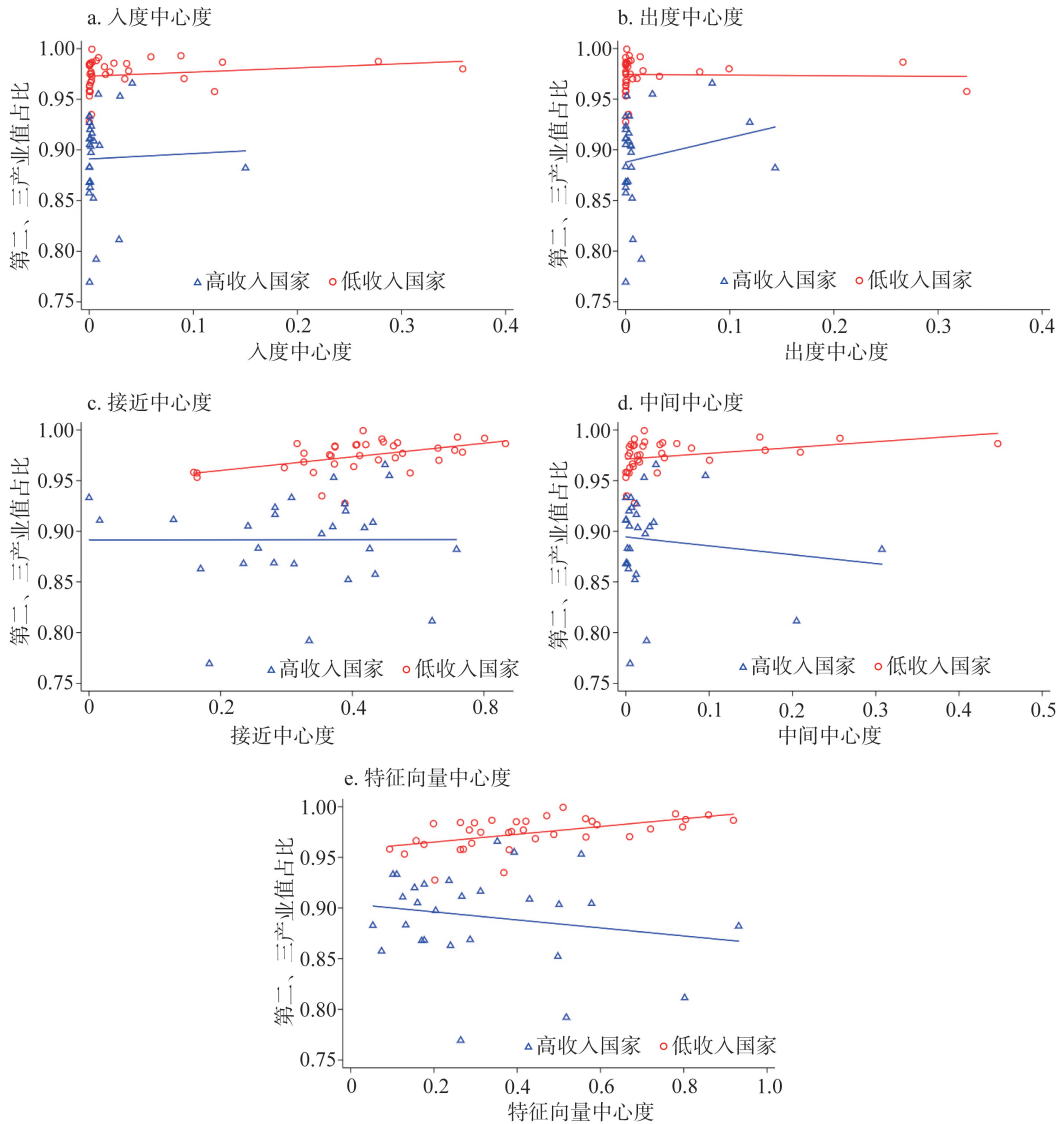 a. 入度中心度
第二、三产业值占比
1.00
0.95
0.90
0.85
0.80
0.75
高收入国家 低收入国家
0 0.1 0.2 0.3 0.4
入度中心度
b. 出度中心度
第二、三产业值占比
1.00
0.95
0.90
0.85
0.80
0.75
高收入国家 低收入国家
0 0.1 0.2 0.3 0.4
出度中心度
c. 接近中心度
第二、三产业值占比
1.00
0.95
0.90
0.85
0.80
0.75
高收入国家 低收入国家
0 0.2 0.4 0.8
接近中心度
d. 中间中心度
第二、三产业值占比
1.00
0.95
0.90
0.85
0.80
0.75
高收入国家 低收入国家
0 0.1 0.2 0.3 0.4 0.5
中间中心度
e. 特征向量中心度
第二、三产业值占比
1.00
0.95
0.90
0.85
0.80
0.75
高收入国家 低收入国家
0 0.2 0.4 0.6 0.8 1.0
特征向量中心度